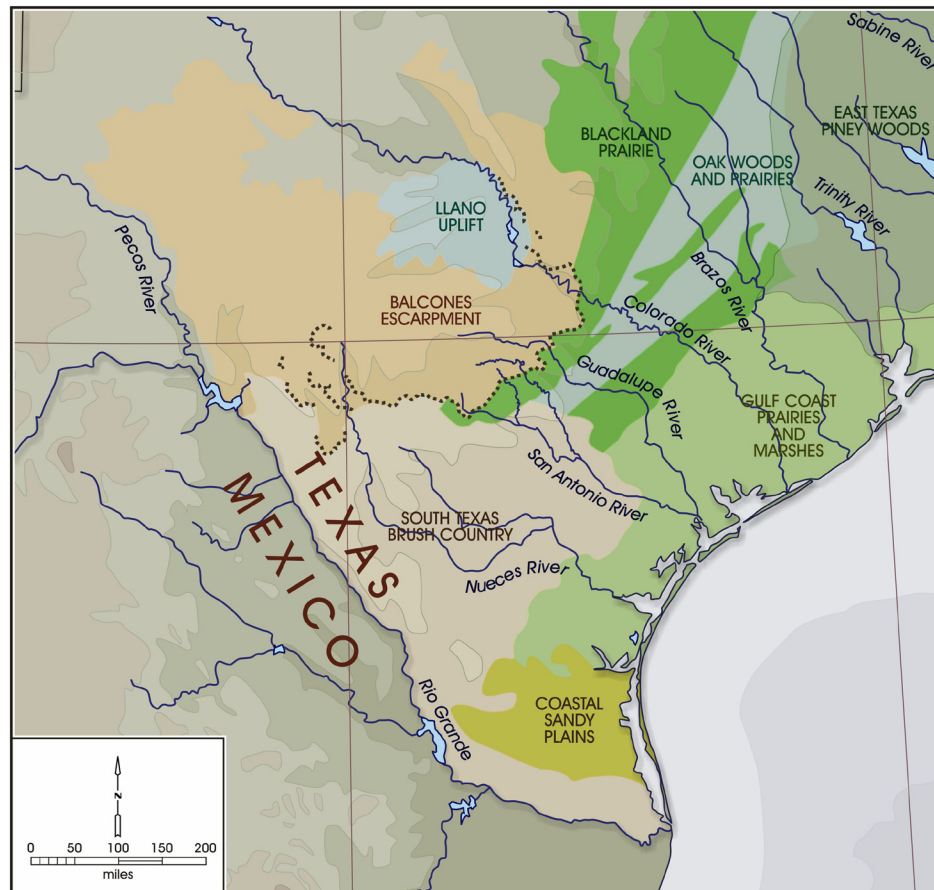 Sabine River
EAST TEXAS
PINEY WOODS
BLACKLAND
PRAIRIE
OAK WOODS
AND PRAIRIES
Trinity River
LLANO
UPLIFT
Pecos River
Brazos River
BALCONES
ESCARPMENT
Colorado River
Guadalupe River
GULF COAST
PRAIRIES
AND
MARSHES
TEXAS
MEXICO
San Antonio River
SOUTH TEXAS
BRUSH COUNTRY
Nueces River
Rio Grande
COASTAL
SANDY
PLAINS
N
0 50 100 150 200
miles